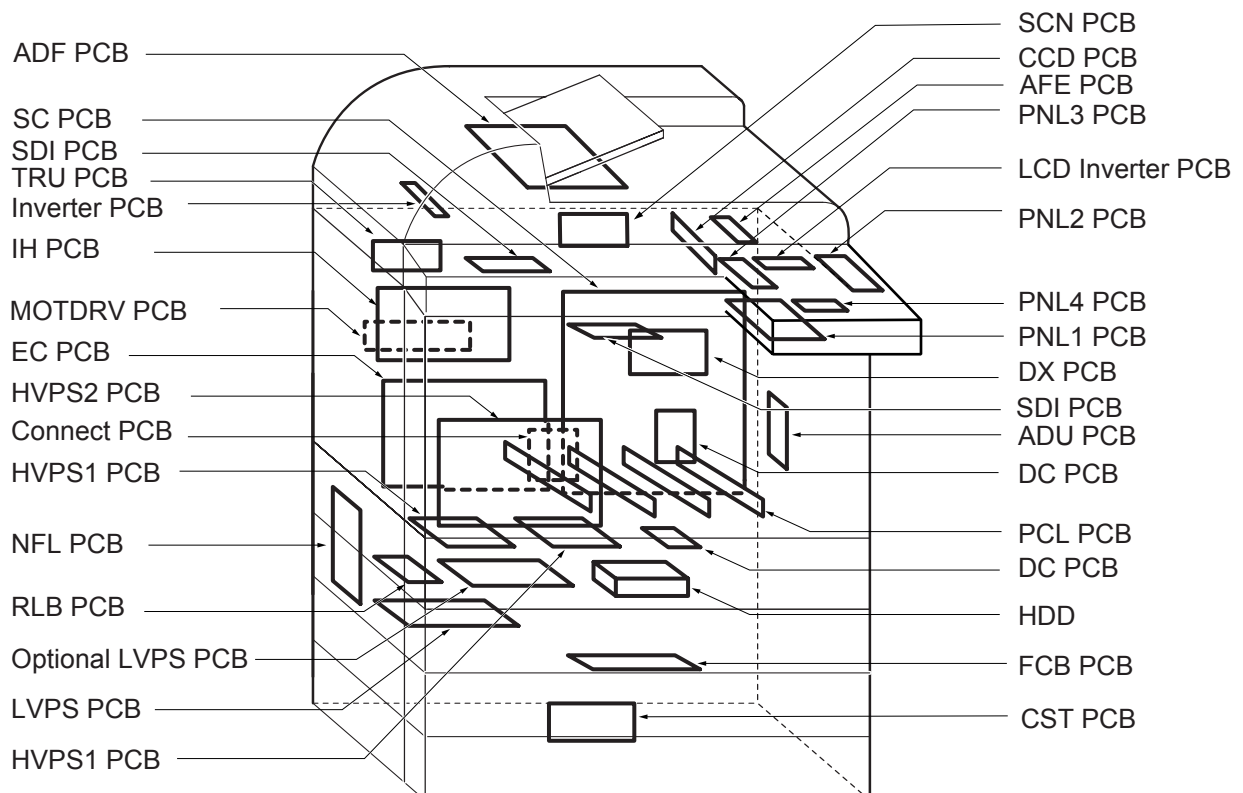 ADF PCB
SC PCB
SDI PCB
TRU PCB
Inverter PCB
IH PCB
MOTDRV PCB
EC PCB
HVPS2 PCB
Connect PCB
HVPS1 PCB
NFL PCB
RLB PCB
Optional LVPS PCB
LVPS PCB
HVPS1 PCB
SCN PCB
CCD PCB
AFE PCB
PNL3 PCB
LCD Inverter PCB
PNL2 PCB
PNL4 PCB
PNL1 PCB
DX PCB
SDI PCB
ADU PCB
DC PCB
PCL PCB
DC PCB
HDD
FCB PCB
CST PCB